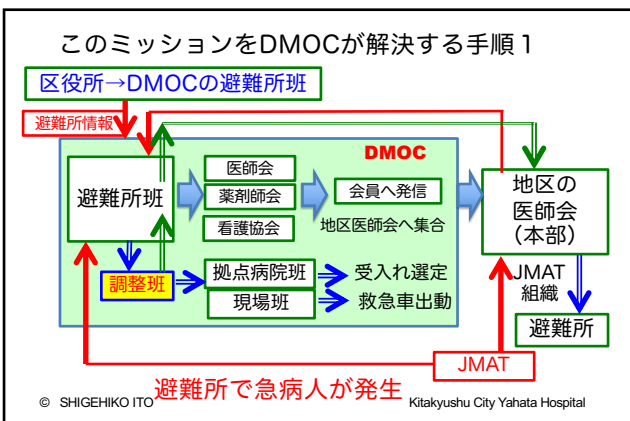 このミッションをDMOCが解決する手順１
区役所→DMOCの避難所班
避難所情報
DMOC
避難所班
医師会
薬剤師会
看護協会
会員へ発信
地区医師会へ集合
地区の
医師会
（本部）
調整班
拠点病院班
受入れ選定
現場班
救急車出動
JMAT
組織
避難所
JMAT
避難所で急病人が発生
© SHIGEHIKO ITO
Kitakyushu City Yahata Hospital